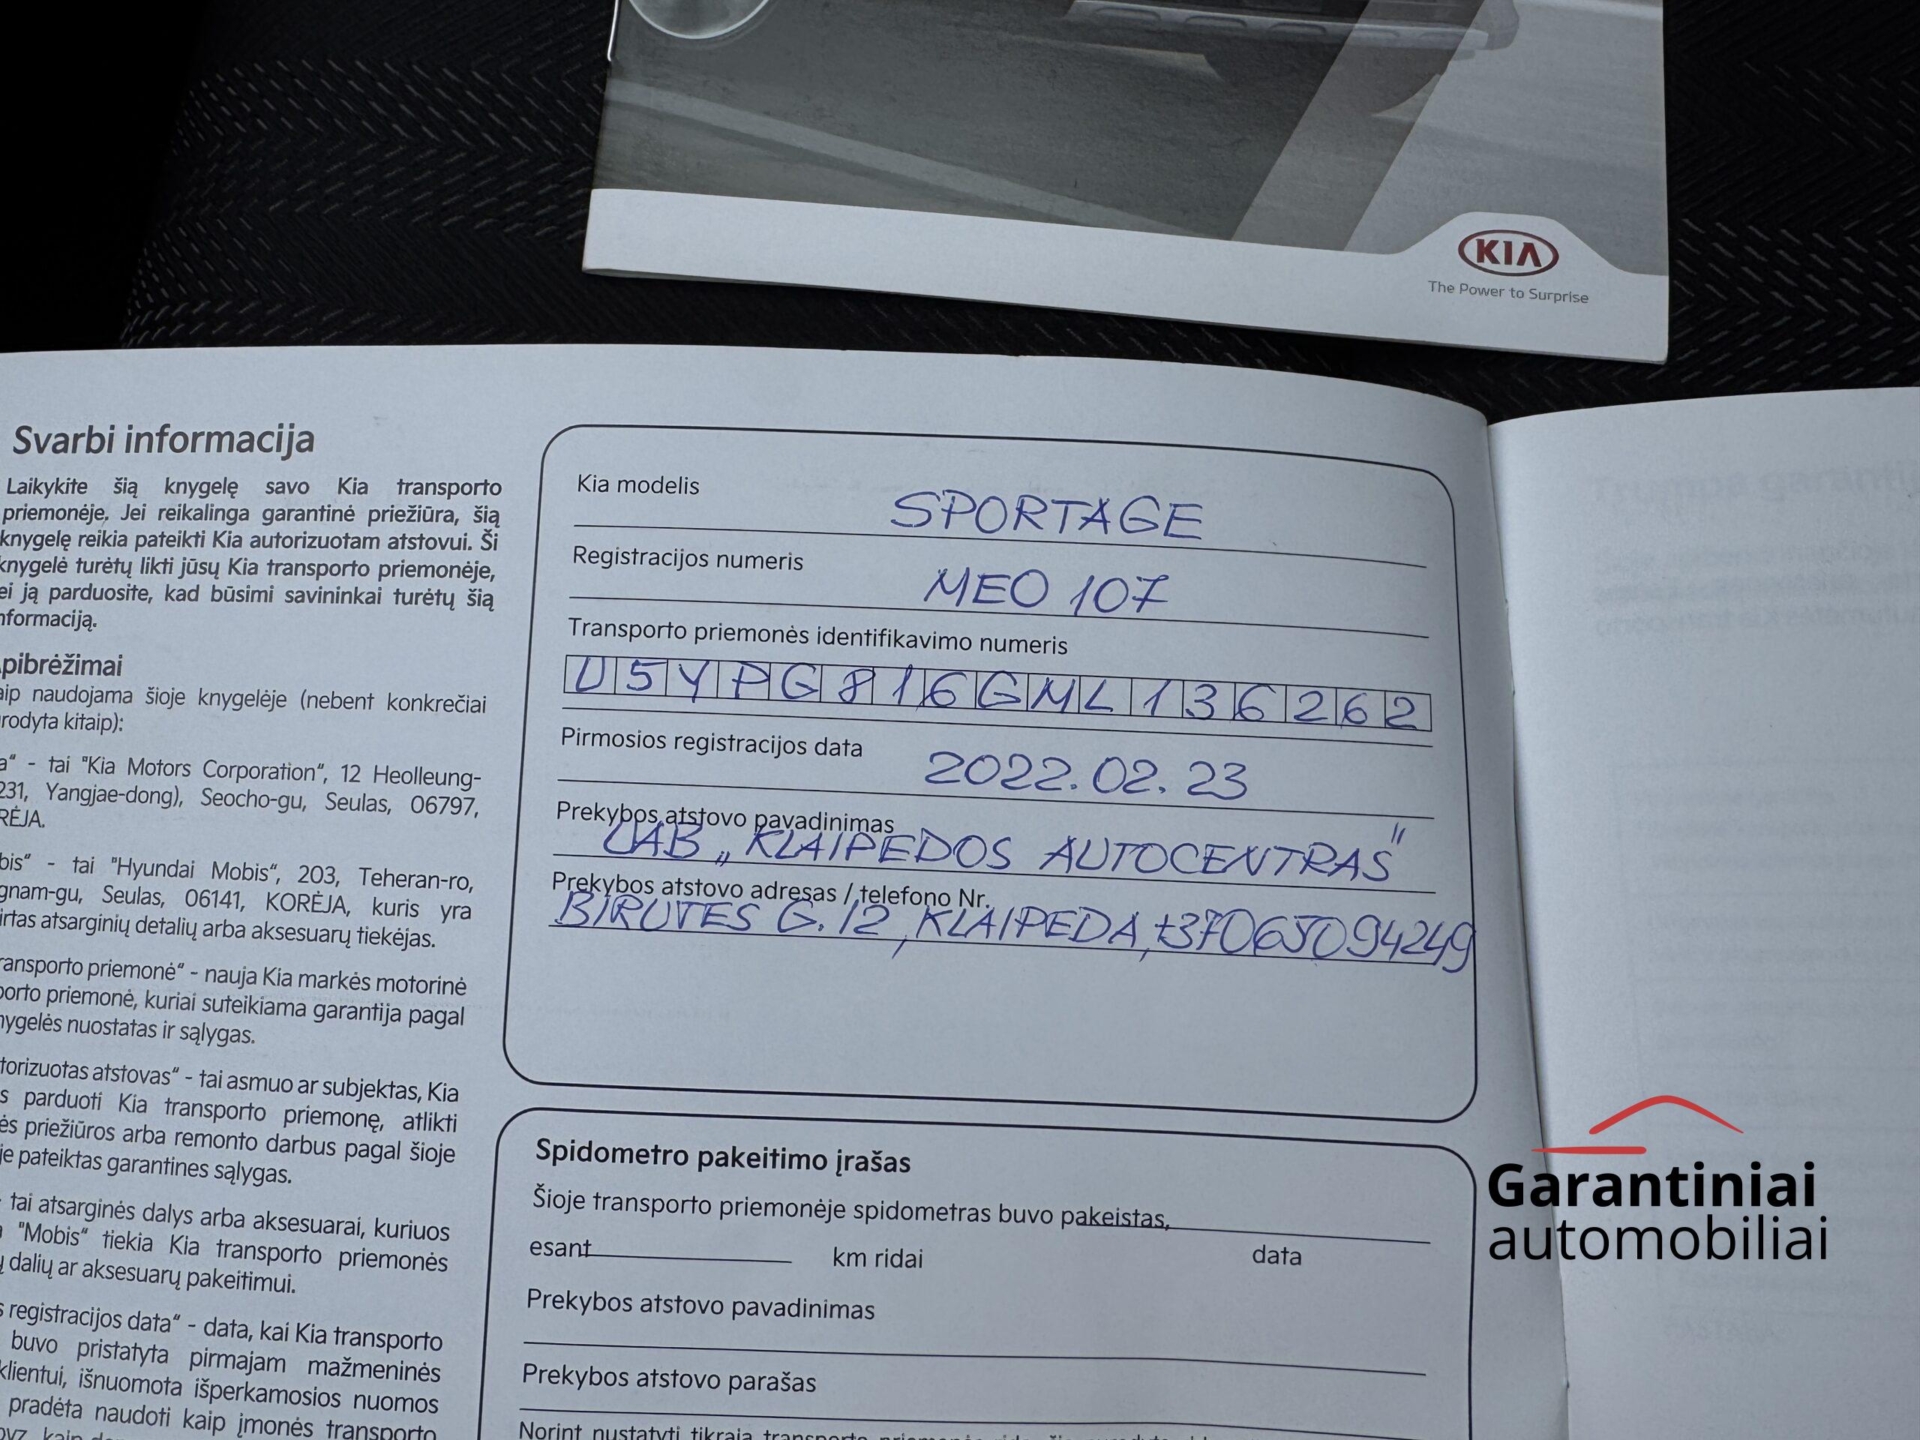 KIA
The Power to Surprise
Svarbi informacija
Laikykite šią knygelę savo Kia transporto
priemonėje. Jei reikalinga garantinė priežiūra, šią
knygelę reikia pateikti Kia autorizuotam atstovui. Ši
knygelė turėtų likti jūsų Kia transporto priemonėje,
ei ją parduosite, kad būsimi savininkai turėtų šią
nformaciją.
pibrėžimai
aip naudojama šioje knygelėje (nebent konkrečiai
rodyta kitaip):
a“ - tai "Kia Motors Corporation“, 12 Heolleung-
231, Yangjae-dong), Seocho-gu, Seulas, 06797,
RĖJA.
bis“ - tai "Hyundai Mobis“, 203, Teheran-ro,
gnam-gu, Seulas, 06141, KORĖJA, kuris yra
irtas atsarginių detalių arba aksesuarų tiekėjas.
ransporto priemonė“ - nauja Kia markės motorinė
porto priemonė, kuriai suteikiama garantija pagal
nygelės nuostatas ir sąlygas.
torizuotas atstovas“ - tai asmuo ar subjektas, Kia
s parduoti Kia transporto priemonę, atlikti
ės priežiūros arba remonto darbus pagal šioje
je pateiktas garantines sąlygas.
tai atsarginės dalys arba aksesuarai, kuriuos
"Mobis“ tiekia Kia transporto priemonės
ų dalių ar aksesuarų pakeitimui.
s registracijos data“ - data, kai Kia transporto
buvo pristatyta pirmajam mažmeninės
klientui, išnuomota išperkamosios nuomos
pradėta naudoti kaip įmonės transporto
Kia modelis
SPORTAGE
Registracijos numeris
MEO 107
Transporto priemonės identifikavimo numeris
U5YPG816GML136262
Pirmosios registracijos data
2022.02.23
Prekybos atstovo pavadinimas
UAB „KLAIPEDOS AUTOCENTRAS"
Prekybos atstovo adresas / telefono Nr.
BIRUTES G. 12, KLAIPEDA, +37065094249
Spidometro pakeitimo įrašas
Šioje transporto priemonėje spidometras buvo pakeistas,
esant km ridai data
Prekybos atstovo pavadinimas
Prekybos atstovo parašas
Norint nustatyti tikrąją transporto priemonės
Garantiniai
automobiliai